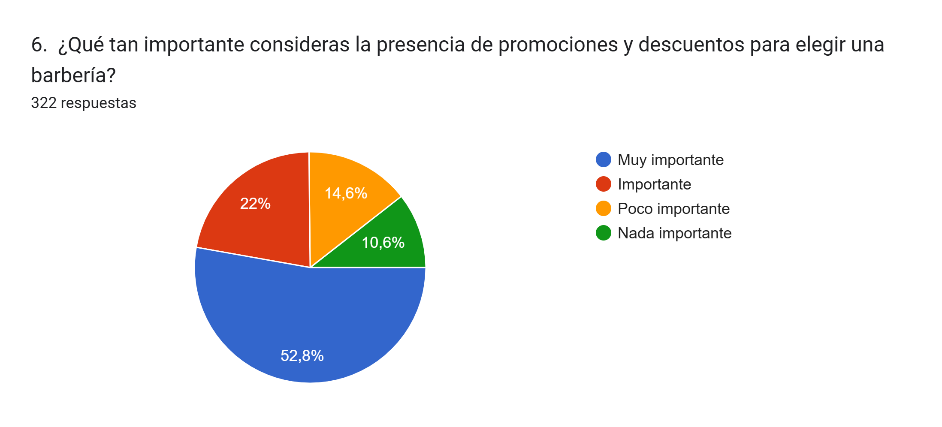 6. ¿Qué tan importante consideras la presencia de promociones y descuentos para elegir una
barbería?
322 respuestas
Muy importante
Importante
Poco importante
Nada importante
22%
14,6%
10,6%
52,8%